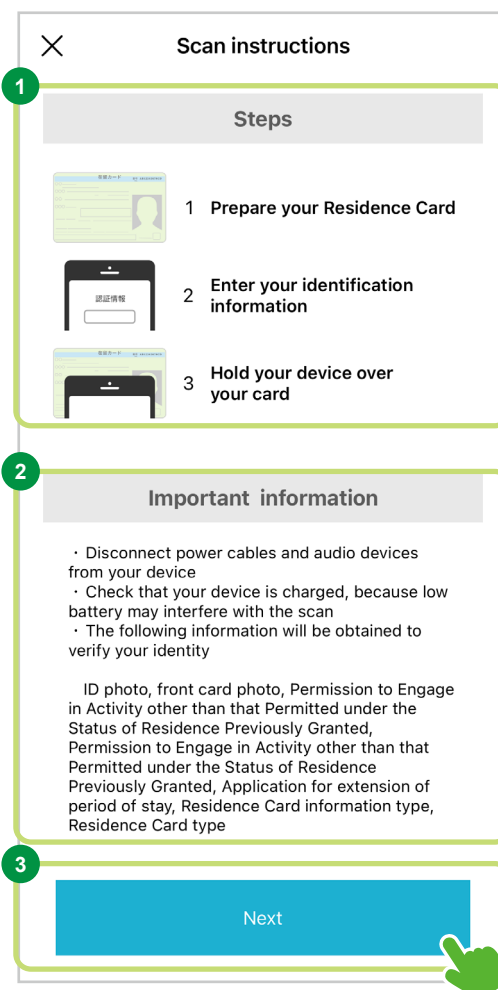 Scan instructions
1
Steps
在留カード
1 Prepare your Residence Card
認証情報
2 Enter your identification
information
在留カード
3 Hold your device over
your card
2
Important information
・Disconnect power cables and audio devices
from your device
・Check that your device is charged, because low
battery may interfere with the scan
・The following information will be obtained to
verify your identity
ID photo, front card photo, Permission to Engage
in Activity other than that Permitted under the
Status of Residence Previously Granted,
Permission to Engage in Activity other than that
Permitted under the Status of Residence
Previously Granted, Application for extension of
period of stay, Residence Card information type,
Residence Card type
3
Next